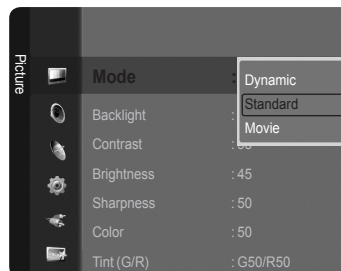 Picture
Mode :
Dynamic
Standard
Movie
Backlight :
Contrast :
Brightness : 45
Sharpness : 50
Color : 50
Tint (G/R) : G50/R50